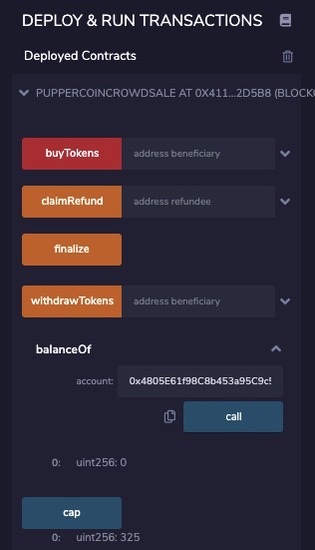 DEPLOY & RUN TRANSACTIONS
Deployed Contracts
PUPPERCOINCROWDSALE AT 0X411...2D5B8 (BLOCKC
buyTokens address beneficiary
claimRefund address refundee
finalize
withdrawTokens address beneficiary
balanceOf
account: 0x4805E61f98C8b453a95C9c!
call
0: uint256: 0
cap
0: uint256: 325